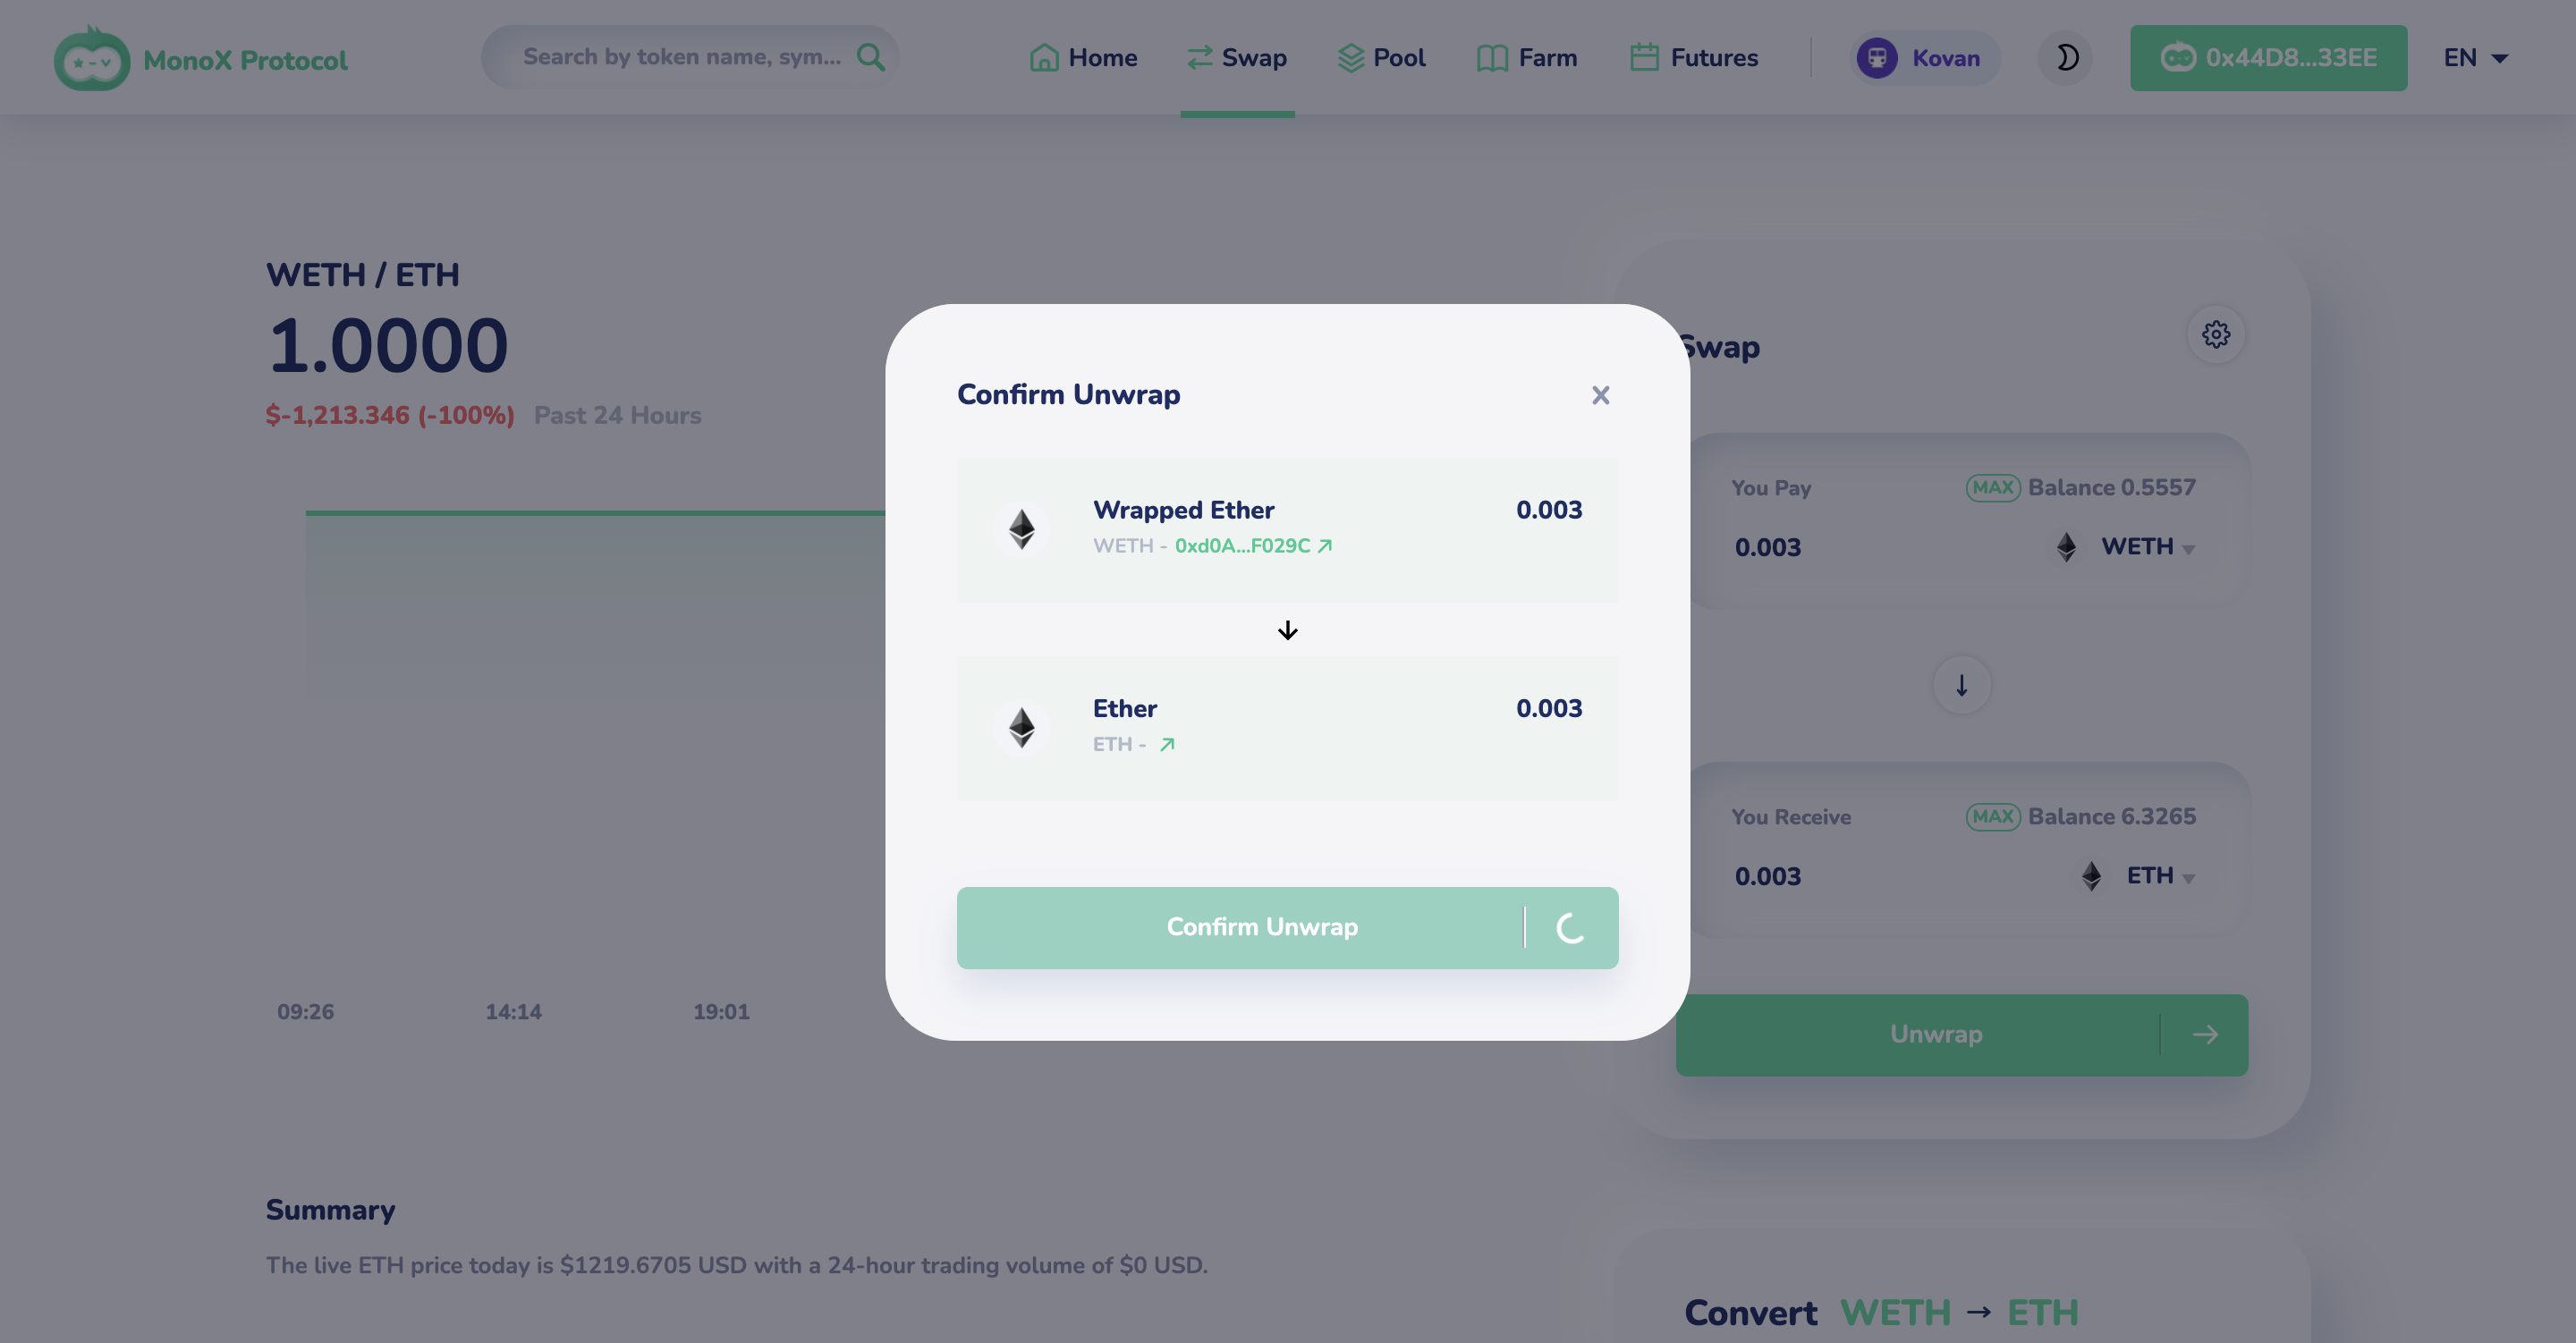 MonoX Protocol
Search by token name, sym...
Home
Swap
Pool
Farm
Futures
Kovan
0x44D8...33EE
EN
WETH / ETH
1.0000
$-1,213.346 (-100%) Past 24 Hours
09:26 14:14 19:01
Summary
The live ETH price today is $1219.6705 USD with a 24-hour trading volume of $0 USD.
Confirm Unwrap
Wrapped Ether 0.003
WETH - 0xd0A...F029C
Ether 0.003
ETH -
Confirm Unwrap
Swap
You Pay MAX Balance 0.5557
0.003 WETH
You Receive MAX Balance 6.3265
0.003 ETH
Unwrap
Convert WETH → ETH